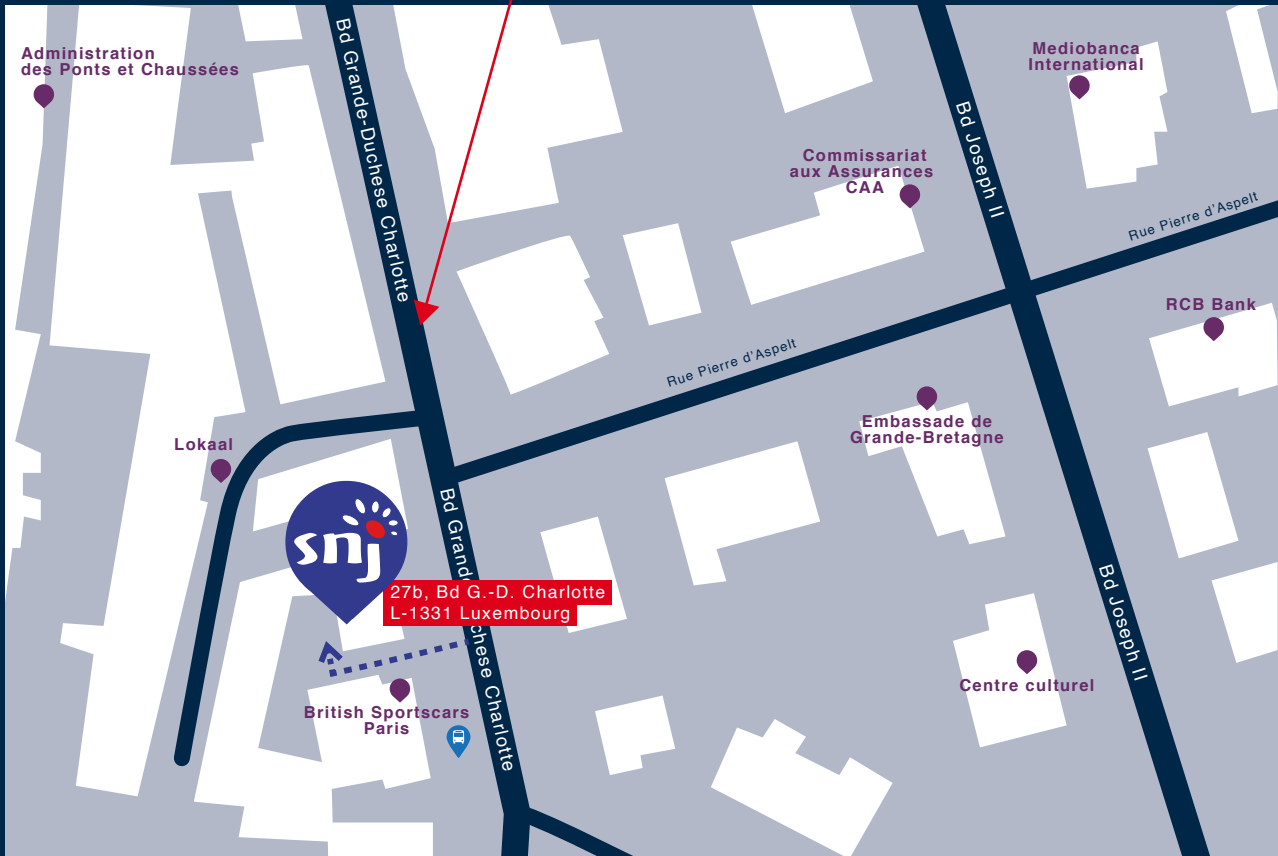 Administration
des Ponts et Chaussées
Bd Grande-Duchese Charlotte
Bd Joseph II
Mediobanca
International
Commissariat
aux Assurances
CAA
Rue Pierre d'Aspelt
RCB Bank
Rue Pierre d'Aspelt
Embassade de
Grande-Bretagne
Lokaal
snj
27b, Bd G.-D. Charlotte
L-1331 Luxembourg
Bd Grande-Duchese Charlotte
Bd Joseph II
Centre culturel
British Sportscars
Paris